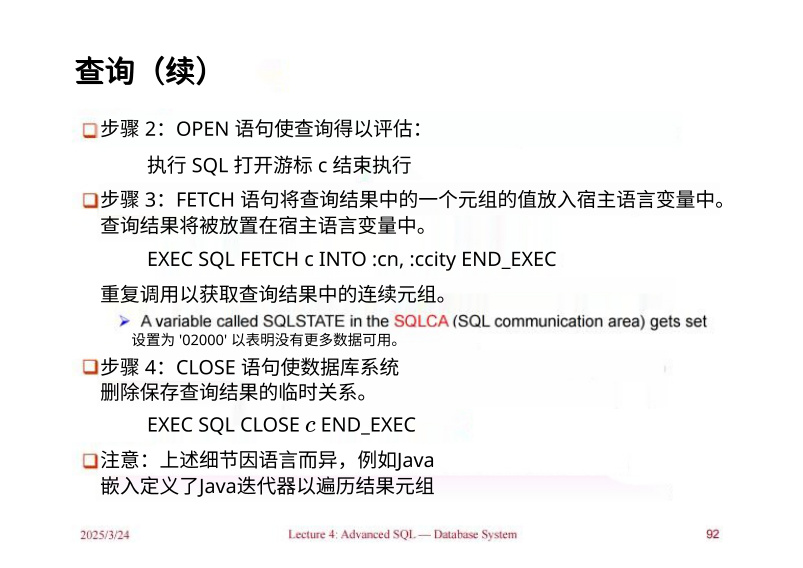 查询（续）
步骤 2：OPEN 语句使查询得以评估：
执行 SQL 打开游标 c 结束执行
步骤 3：FETCH 语句将查询结果中的一个元组的值放入宿主语言变量中。
查询结果将被放置在宿主语言变量中。
EXEC SQL FETCH c INTO :cn, :ccity END_EXEC
重复调用以获取查询结果中的连续元组。
A variable called SQLSTATE in the SQLCA (SQL communication area) gets set
设置为 '02000' 以表明没有更多数据可用。
步骤 4：CLOSE 语句使数据库系统
删除保存查询结果的临时关系。
EXEC SQL CLOSE c END_EXEC
注意：上述细节因语言而异，例如Java
嵌入定义了Java迭代器以遍历结果元组
2025/3/24 Lecture 4: Advanced SQL — Database System 92